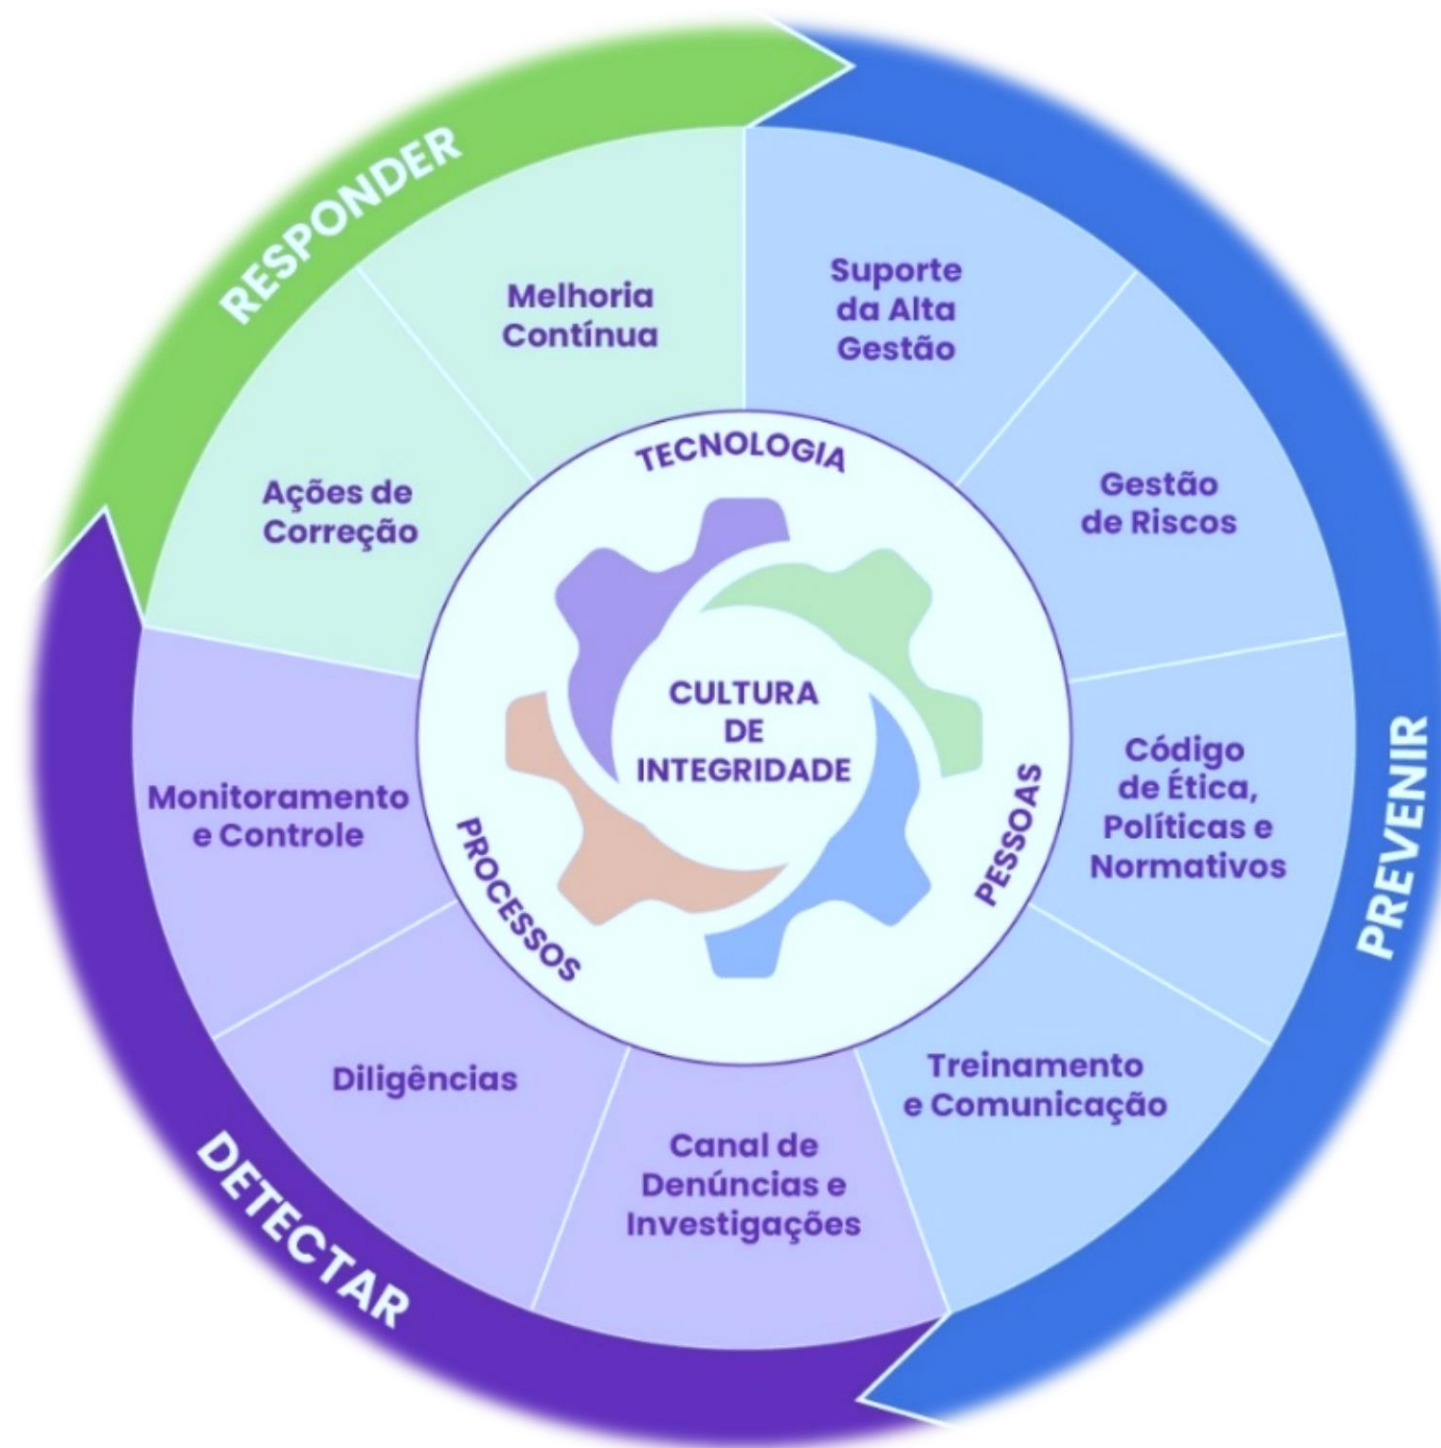 RESPONDER
Melhoria
Contínua
Ações de
Correção
PREVENIR
Suporte
da Alta
Gestão
Gestão
de Riscos
Código
de Ética,
Políticas e
Normativos
Treinamento
e Comunicação
DETECTAR
Canal de
Denúncias e
Investigações
Diligências
Monitoramento
e Controle
TECNOLOGIA
PESSOAS
PROCESSOS
CULTURA
DE
INTEGRIDADE